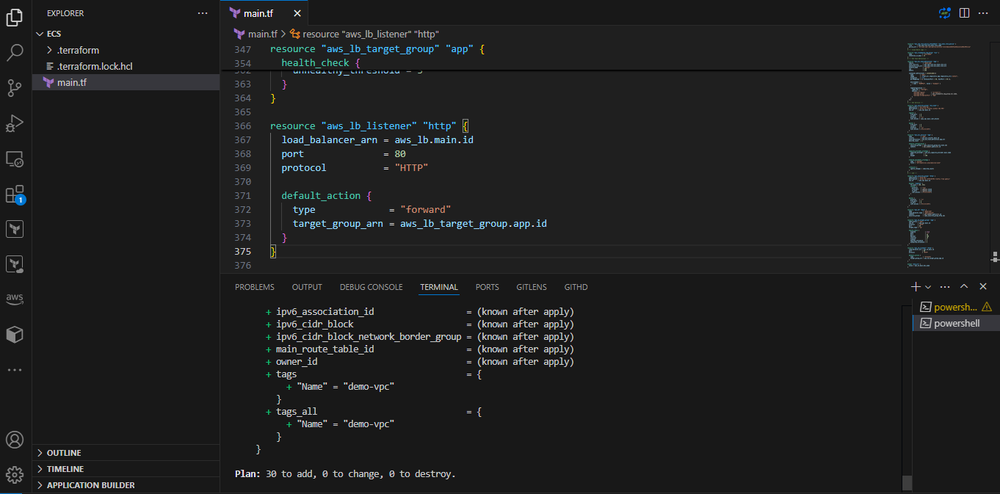 EXPLORER
ECS
.terraform
.terraform.lock.hcl
main.tf
OUTLINE
TIMELINE
APPLICATION BUILDER
1
aws
main.tf
main.tf > resource "aws_lb_listener" "http"
347 resource "aws_lb_target_group" "app" {
354 health_check {
362 unhealthy_threshold = 3
363 }
364 }
365
366 resource "aws_lb_listener" "http" {
367 load_balancer_arn = aws_lb.main.id
368 port = 80
369 protocol = "HTTP"
370
371 default_action {
372 type = "forward"
373 target_group_arn = aws_lb_target_group.app.id
374 }
375 }
376
PROBLEMS OUTPUT DEBUG CONSOLE TERMINAL PORTS GITLENS GITHD
+ ipv6_association_id = (known after apply)
+ ipv6_cidr_block = (known after apply)
+ ipv6_cidr_block_network_border_group = (known after apply)
+ main_route_table_id = (known after apply)
+ owner_id = (known after apply)
+ tags = {
+ "Name" = "demo-vpc"
}
+ tags_all = {
+ "Name" = "demo-vpc"
}
}
Plan: 30 to add, 0 to change, 0 to destroy.
powersh...
powershell